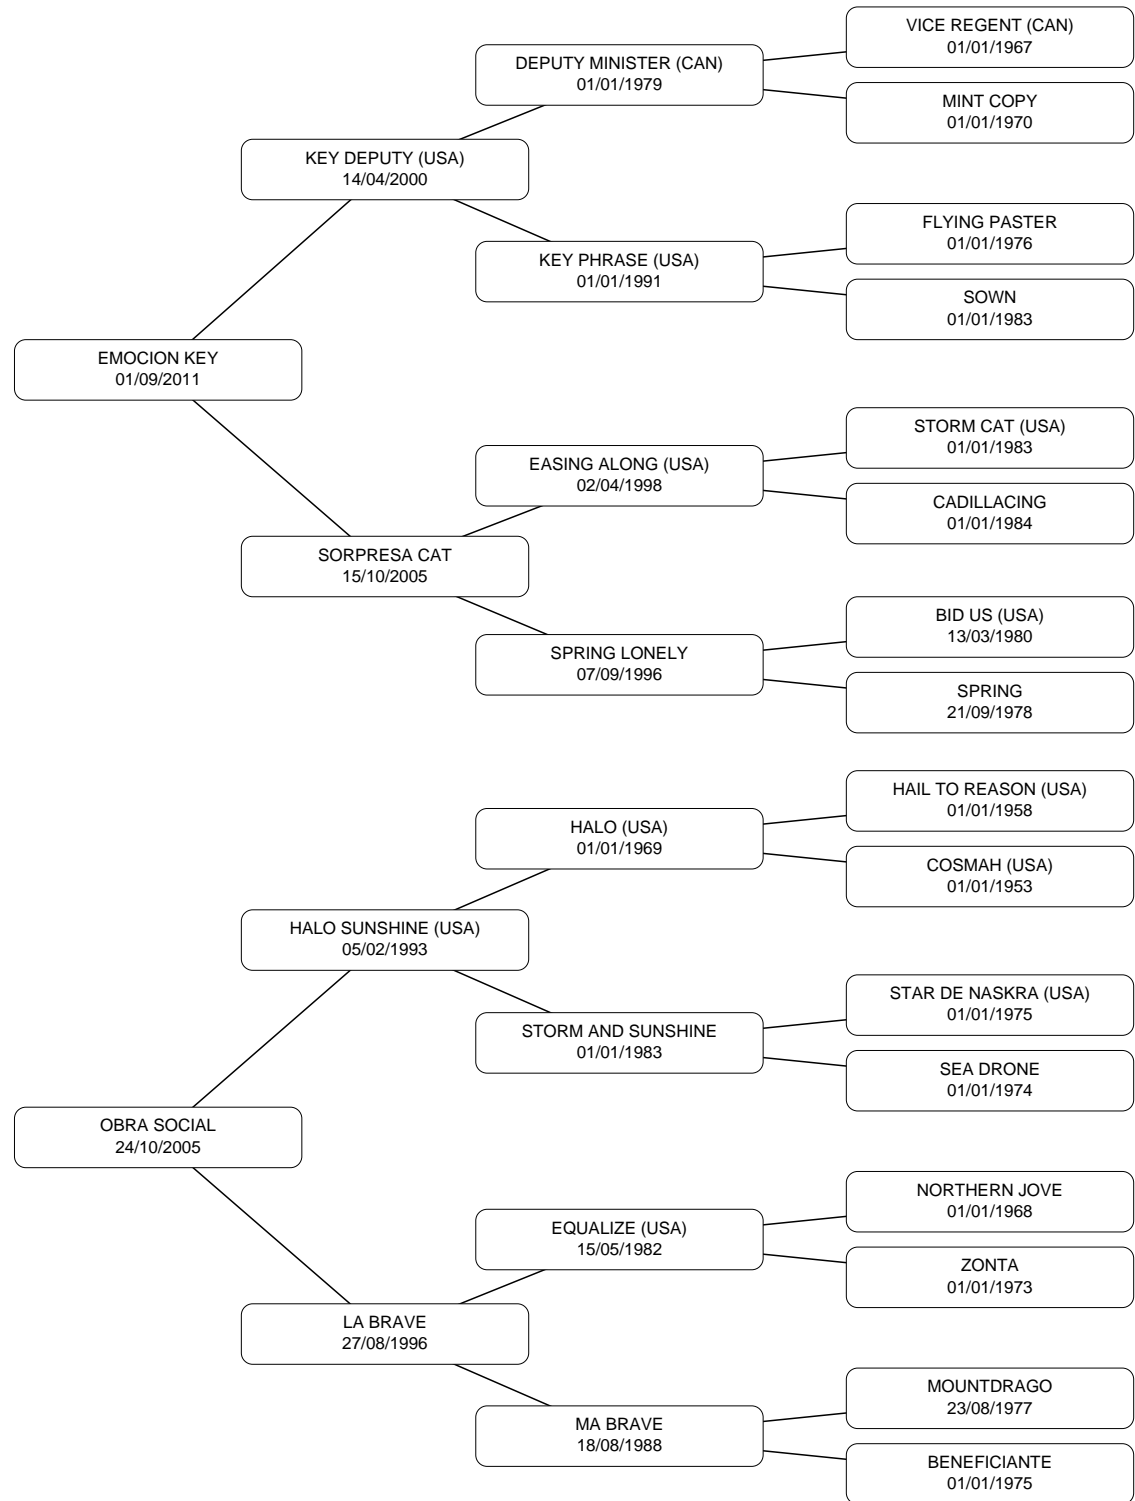 VICE REGENT (CAN)
01/01/1967
DEPUTY MINISTER (CAN)
01/01/1979
MINT COPY
01/01/1970
KEY DEPUTY (USA)
14/04/2000
FLYING PASTER
01/01/1976
KEY PHRASE (USA)
01/01/1991
SOWN
01/01/1983
EMOCION KEY
01/09/2011
STORM CAT (USA)
01/01/1983
EASING ALONG (USA)
02/04/1998
CADILLACING
01/01/1984
SORPRESA CAT
15/10/2005
BID US (USA)
13/03/1980
SPRING LONELY
07/09/1996
SPRING
21/09/1978
HAIL TO REASON (USA)
01/01/1958
HALO (USA)
01/01/1969
COSMAH (USA)
01/01/1953
HALO SUNSHINE (USA)
05/02/1993
STAR DE NASKRA (USA)
01/01/1975
STORM AND SUNSHINE
01/01/1983
SEA DRONE
01/01/1974
OBRA SOCIAL
24/10/2005
NORTHERN JOVE
01/01/1968
EQUALIZE (USA)
15/05/1982
ZONTA
01/01/1973
LA BRAVE
27/08/1996
MOUNTDRAGO
23/08/1977
MA BRAVE
18/08/1988
BENEFICIANTE
01/01/1975